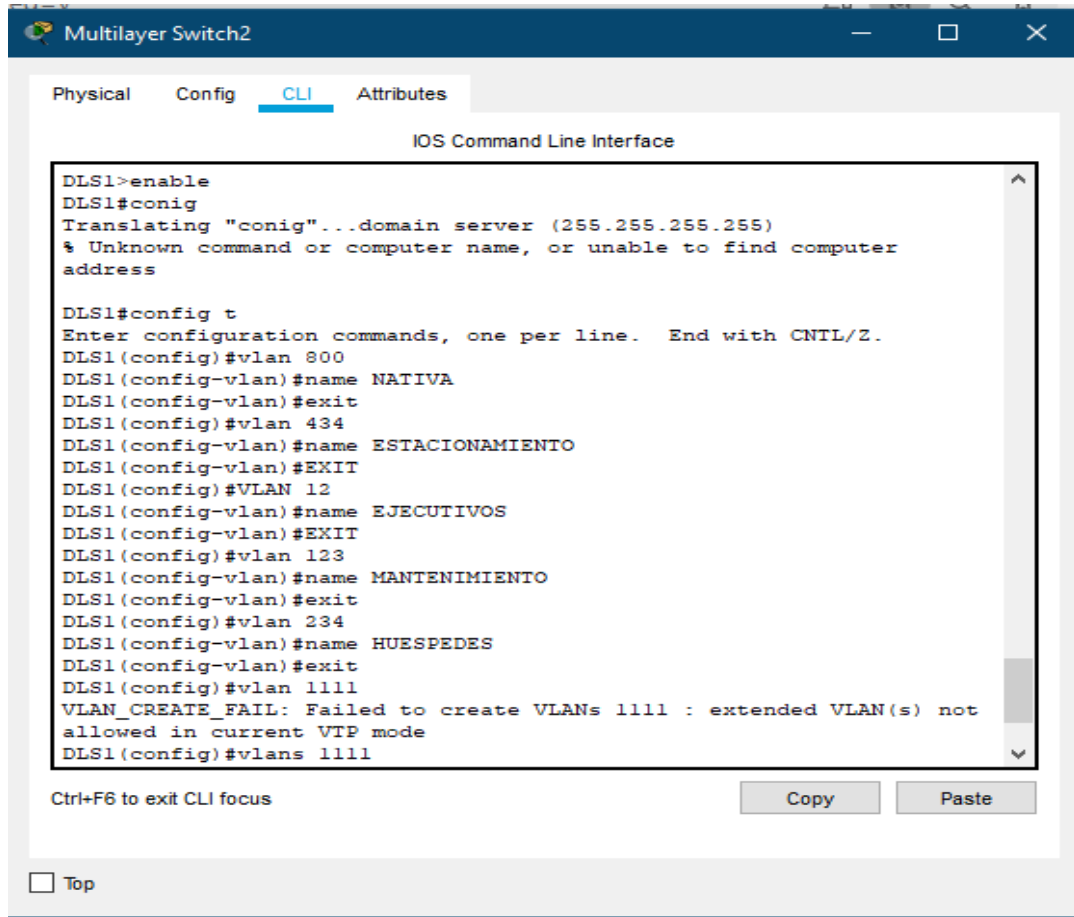 Multilayer Switch2
Physical Config CLI Attributes
IOS Command Line Interface
DLS1>enable
DLS1#conig
Translating "conig"...domain server (255.255.255.255)
% Unknown command or computer name, or unable to find computer
address
DLS1#config t
Enter configuration commands, one per line.  End with CNTL/Z.
DLS1(config)#vlan 800
DLS1(config-vlan)#name NATIVA
DLS1(config-vlan)#exit
DLS1(config)#vlan 434
DLS1(config-vlan)#name ESTACIONAMIENTO
DLS1(config-vlan)#EXIT
DLS1(config)#VLAN 12
DLS1(config-vlan)#name EJECUTIVOS
DLS1(config-vlan)#EXIT
DLS1(config)#vlan 123
DLS1(config-vlan)#name MANTENIMIENTO
DLS1(config-vlan)#exit
DLS1(config)#vlan 234
DLS1(config-vlan)#name HUESPEDES
DLS1(config-vlan)#exit
DLS1(config)#vlan 1111
VLAN_CREATE_FAIL: Failed to create VLANs 1111 : extended VLAN(s) not
allowed in current VTP mode
DLS1(config)#vlans 1111
Ctrl+F6 to exit CLI focus
Copy Paste
Top